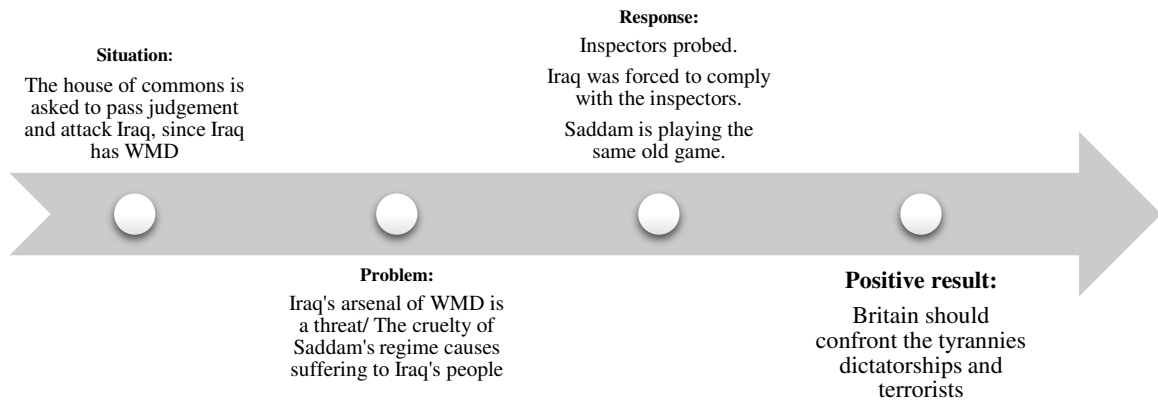 Situation:
The house of commons is
asked to pass judgement
and attack Iraq, since Iraq
has WMD
Problem:
Iraq's arsenal of WMD is
a threat/ The cruelty of
Saddam's regime causes
suffering to Iraq's people
Response:
Inspectors probed.
Iraq was forced to comply
with the inspectors.
Saddam is playing the
same old game.
Positive result:
Britain should
confront the tyrannies
dictatorships and
terrorists